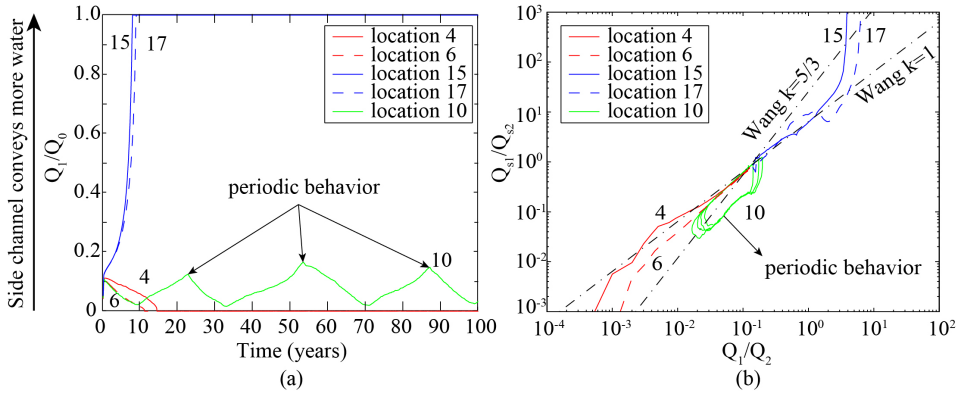 Side channel conveys more water
Q1/Q0
1.0
0.8
0.6
0.4
0.2
0
15
17
location 4
location 6
location 15
location 17
location 10
periodic behavior
4
6
10
0
10
20
30
40
50
60
70
80
90
100
Time (years)
(a)
Qs1/Qs2
10^3
10^2
10^1
10^0
10^-1
10^-2
10^-3
location 4
location 6
location 15
location 17
location 10
15
17
Wang k=5/3
Wang k=1
4
6
10
periodic behavior
10^-4
10^-3
10^-2
10^-1
10^0
10^1
10^2
Q1/Q2
(b)